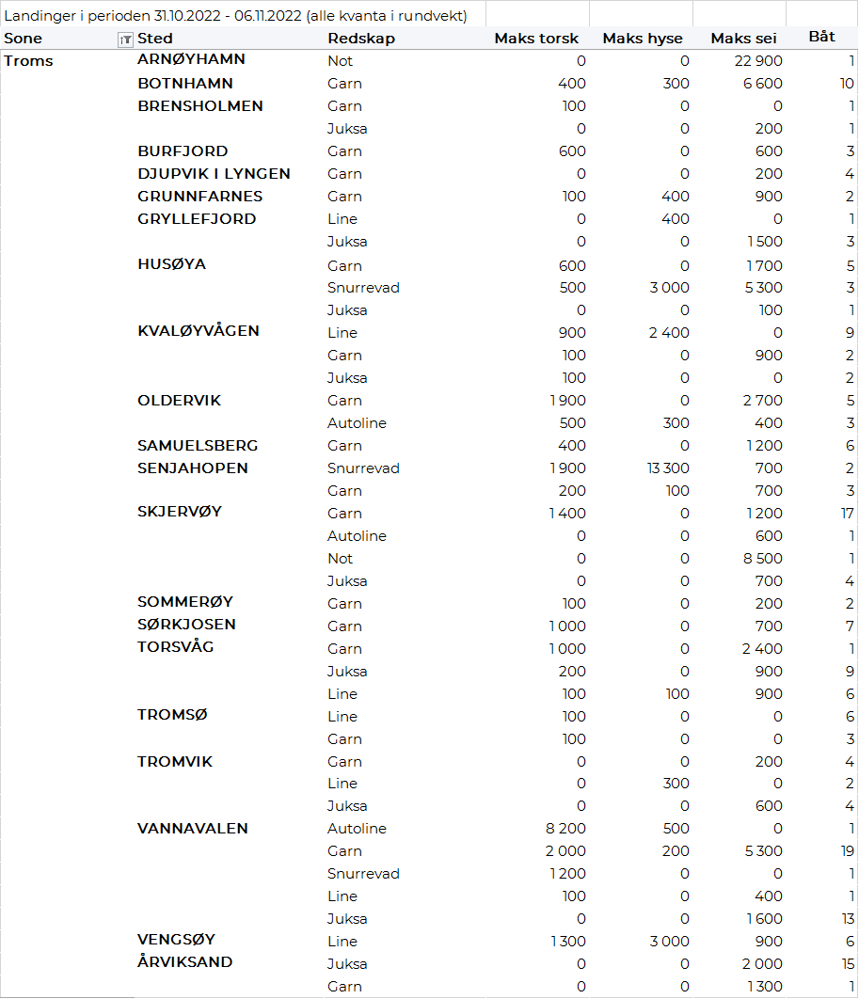 Landinger i perioden 31.10.2022 - 06.11.2022 (alle kvanta i rundvekt)
Sone Sted Redskap Maks torsk Maks hyse Maks sei Båt
Troms ARNØYHAMN Not 0 0 22 900 1
BOTNHAMN Garn 400 300 6 600 10
BRENSHOLMEN Garn 100 0 0 1
Juksa 0 0 200 1
BURFJORD Garn 600 0 600 3
DJUPVIK I LYNGEN Garn 0 0 200 4
GRUNNFARNES Garn 100 400 900 2
GRYLLEFJORD Line 0 400 0 1
Juksa 0 0 1 500 3
HUSØYA Garn 600 0 1 700 5
Snurrevad 500 3 000 5 300 3
Juksa 0 0 100 1
KVALØYVÅGEN Line 900 2 400 0 9
Garn 100 0 900 2
Juksa 100 0 0 2
OLDERVIK Garn 1 900 0 2 700 5
Autoline 500 300 400 3
SAMUELSBERG Garn 400 0 1 200 6
SENJAHOPEN Snurrevad 1 900 13 300 700 2
Garn 200 100 700 3
SKJERVØY Garn 1 400 0 1 200 17
Autoline 0 0 600 1
Not 0 0 8 500 1
Juksa 0 0 700 4
SOMMERØY Garn 100 0 200 2
SØRKJOSEN Garn 1 000 0 700 7
TORSVÅG Garn 1 000 0 2 400 1
Juksa 200 0 900 9
Line 100 100 900 6
TROMSØ Line 100 0 0 6
Garn 100 0 0 3
TROMVIK Garn 0 0 200 4
Line 0 300 0 2
Juksa 0 0 600 4
VANNAVALEN Autoline 8 200 500 0 1
Garn 2 000 200 5 300 19
Snurrevad 1 200 0 0 1
Line 100 0 400 1
Juksa 0 0 1 600 13
VENGSØY Line 1 300 3 000 900 6
ÅRVIKSAND Juksa 0 0 2 000 15
Garn 0 0 1 300 1